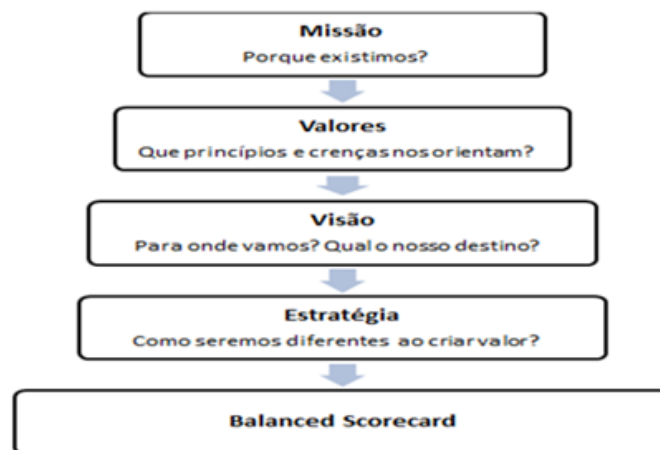 Missão
Porque existimos?
Valores
Que princípios e crenças nos orientam?
Visão
Para onde vamos? Qual o nosso destino?
Estratégia
Como seremos diferentes ao criar valor?
Balanced Scorecard